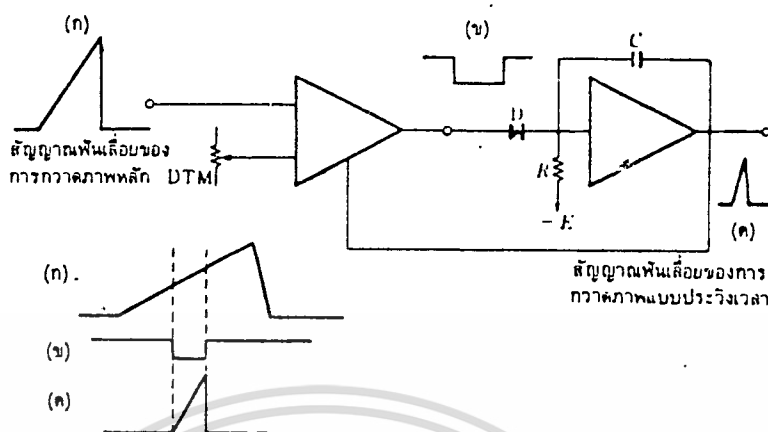 (ก)
(ข)
C
D
R
- E
DTM
สัญญาณฟันเลื่อยของ
การกวาดภาพหลัก
(ค)
สัญญาณฟันเลื่อยของการ
กวาดภาพแบบประวิงเวลา
(ก)
(ข)
(ค)